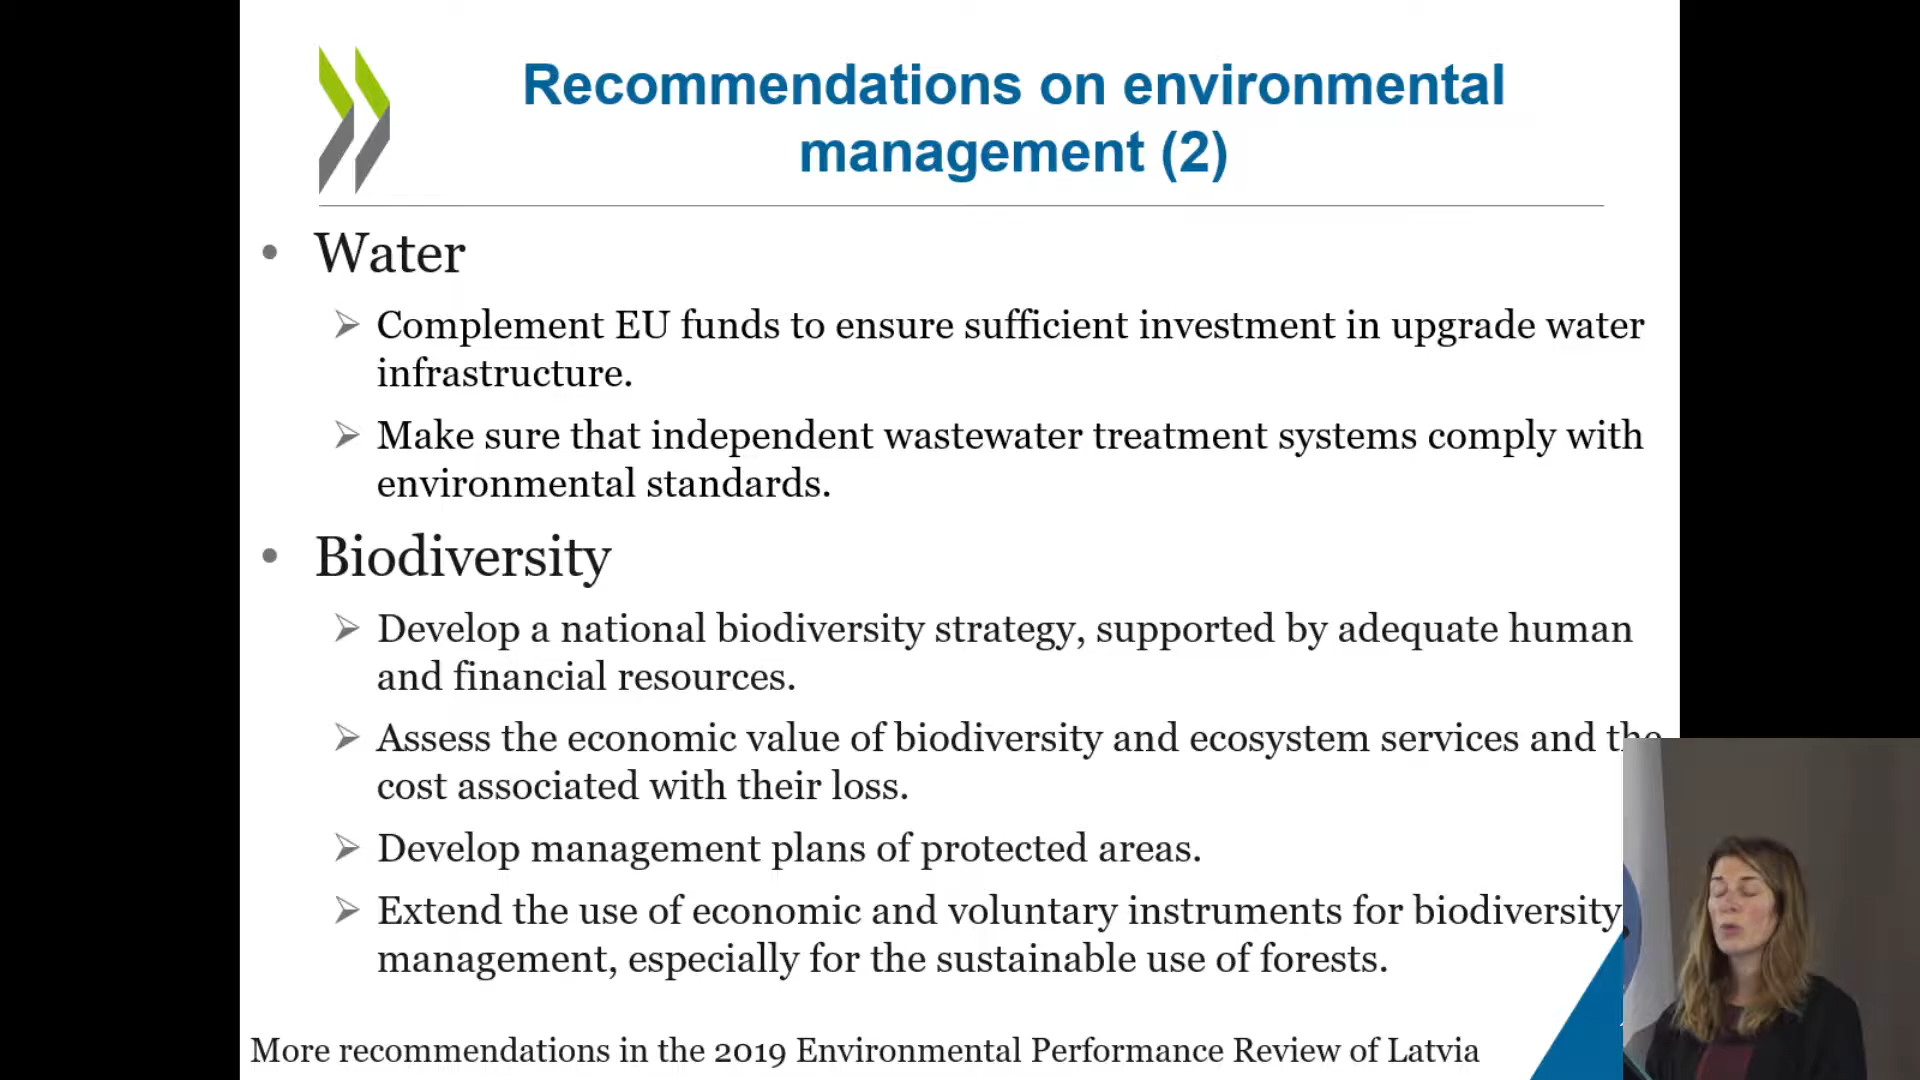 Recommendations on environmental
management (2)
• Water
➢ Complement EU funds to ensure sufficient investment in upgrade water
infrastructure.
➢ Make sure that independent wastewater treatment systems comply with
environmental standards.
• Biodiversity
➢ Develop a national biodiversity strategy, supported by adequate human
and financial resources.
➢ Assess the economic value of biodiversity and ecosystem services and the
cost associated with their loss.
➢ Develop management plans of protected areas.
➢ Extend the use of economic and voluntary instruments for biodiversity
management, especially for the sustainable use of forests.
More recommendations in the 2019 Environmental Performance Review of Latvia